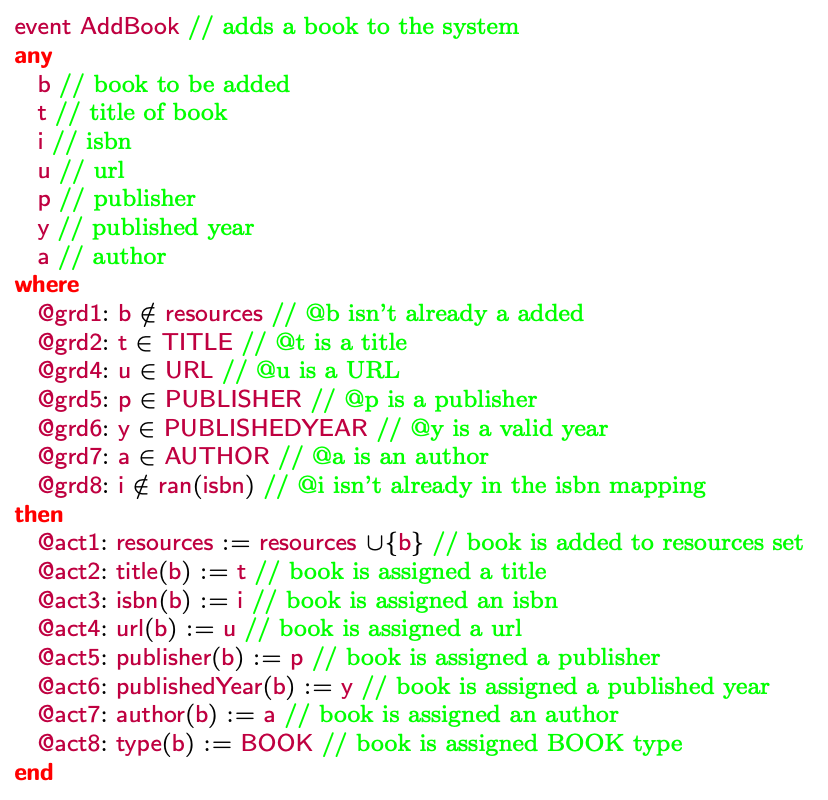 event AddBook // adds a book to the system
any
b // book to be added
t // title of book
i // isbn
u // url
p // publisher
y // published year
a // author
where
@grd1: b ∉ resources // @b isn't already a added
@grd2: t ∈ TITLE // @t is a title
@grd4: u ∈ URL // @u is a URL
@grd5: p ∈ PUBLISHER // @p is a publisher
@grd6: y ∈ PUBLISHEDYEAR // @y is a valid year
@grd7: a ∈ AUTHOR // @a is an author
@grd8: i ∉ ran(isbn) // @i isn't already in the isbn mapping
then
@act1: resources := resources ∪{b} // book is added to resources set
@act2: title(b) := t // book is assigned a title
@act3: isbn(b) := i // book is assigned an isbn
@act4: url(b) := u // book is assigned a url
@act5: publisher(b) := p // book is assigned a publisher
@act6: publishedYear(b) := y // book is assigned a published year
@act7: author(b) := a // book is assigned an author
@act8: type(b) := BOOK // book is assigned BOOK type
end